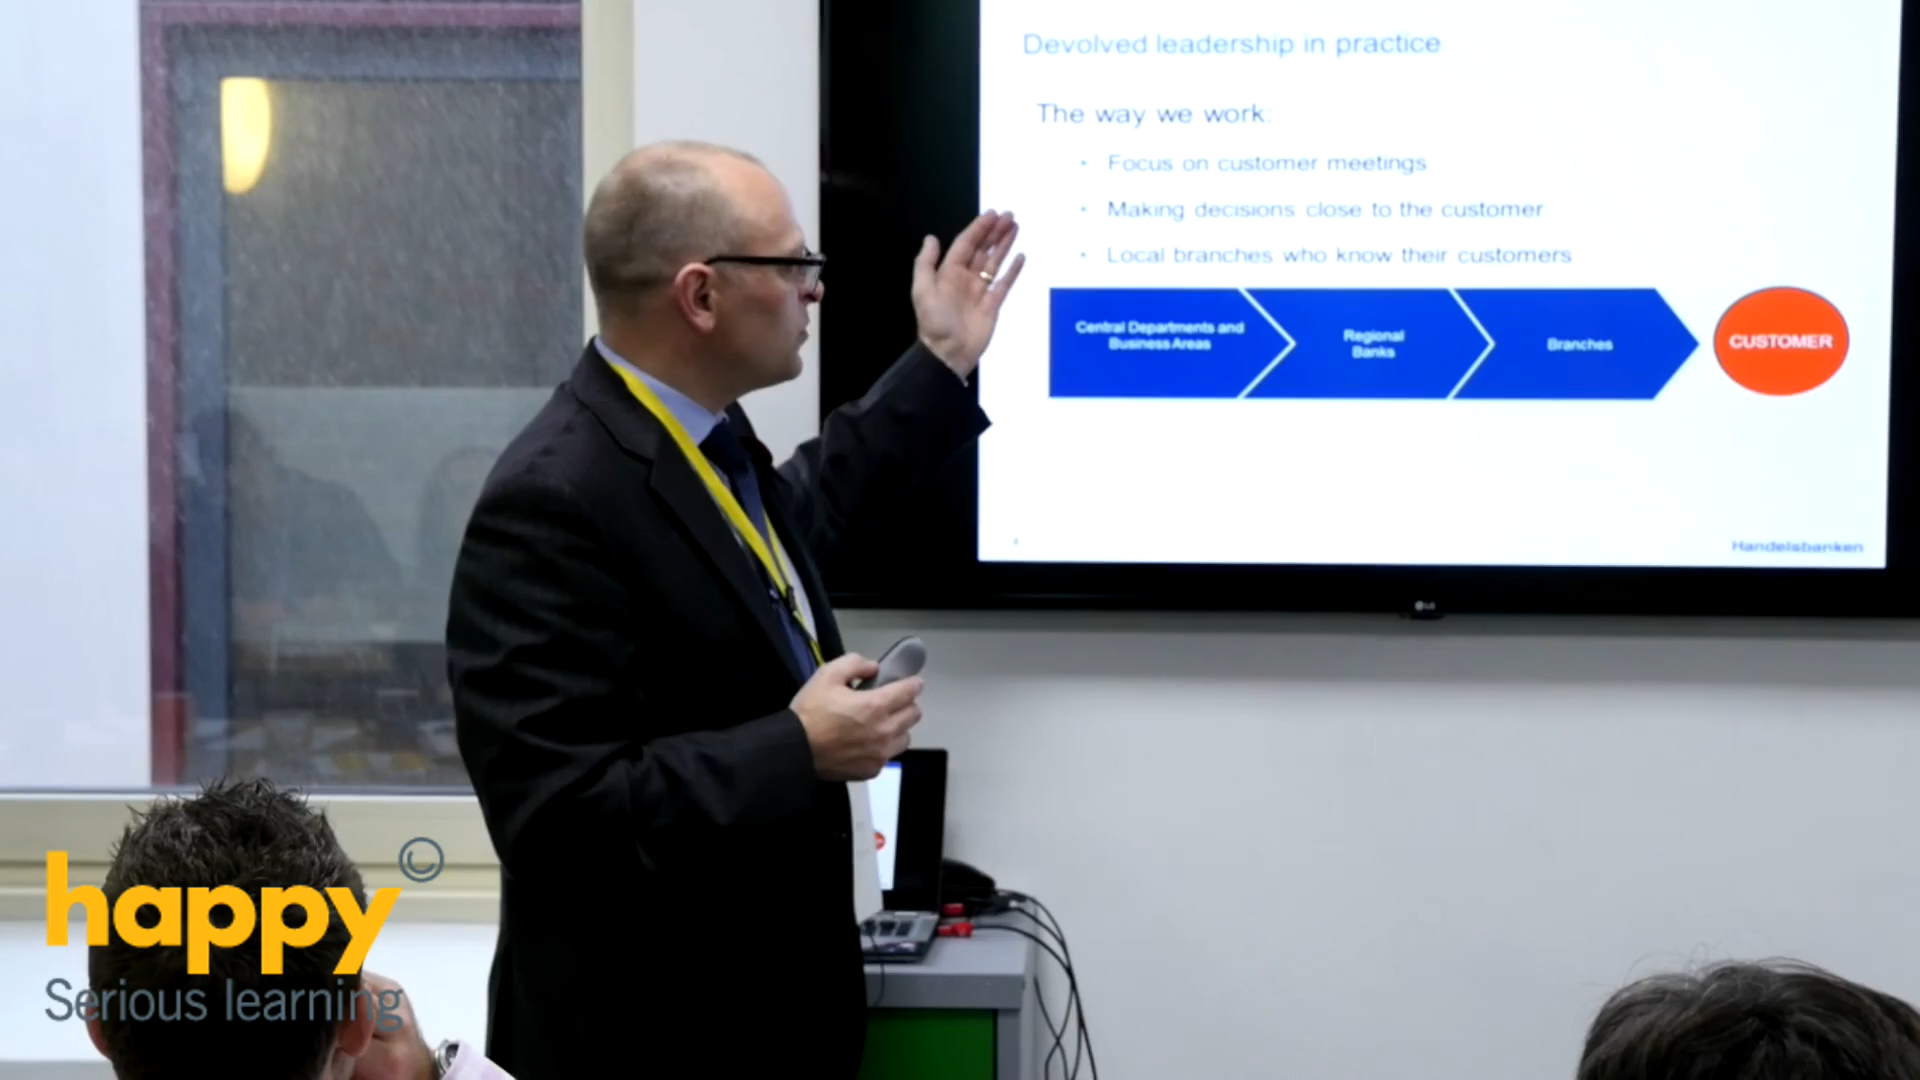 Devolved leadership in practice
The way we work:
• Focus on customer meetings
• Making decisions close to the customer
• Local branches who know their customers
Central Departments and
Business Areas
Regional
Banks
Branches
CUSTOMER
Handelsbanken
LG
happy
Serious learning